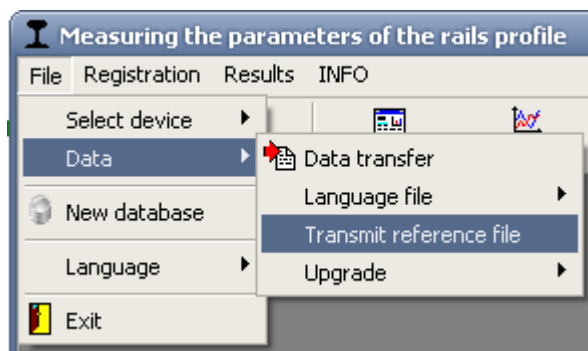 Measuring the parameters of the rails profile
File Registration Results INFO
Select device
Data
New database
Language
Exit
Data transfer
Language file
Transmit reference file
Upgrade